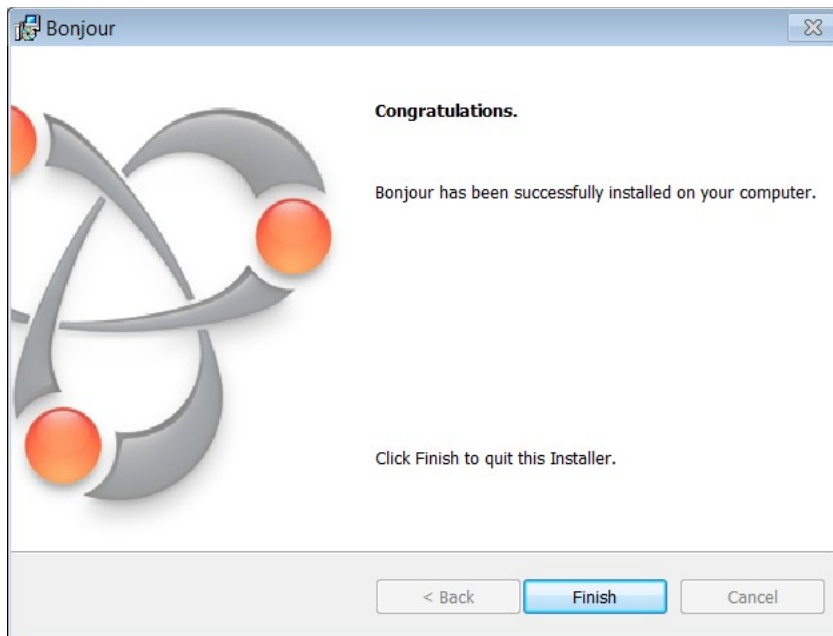 Bonjour
Congratulations.
Bonjour has been successfully installed on your computer.
Click Finish to quit this Installer.
< Back
Finish
Cancel